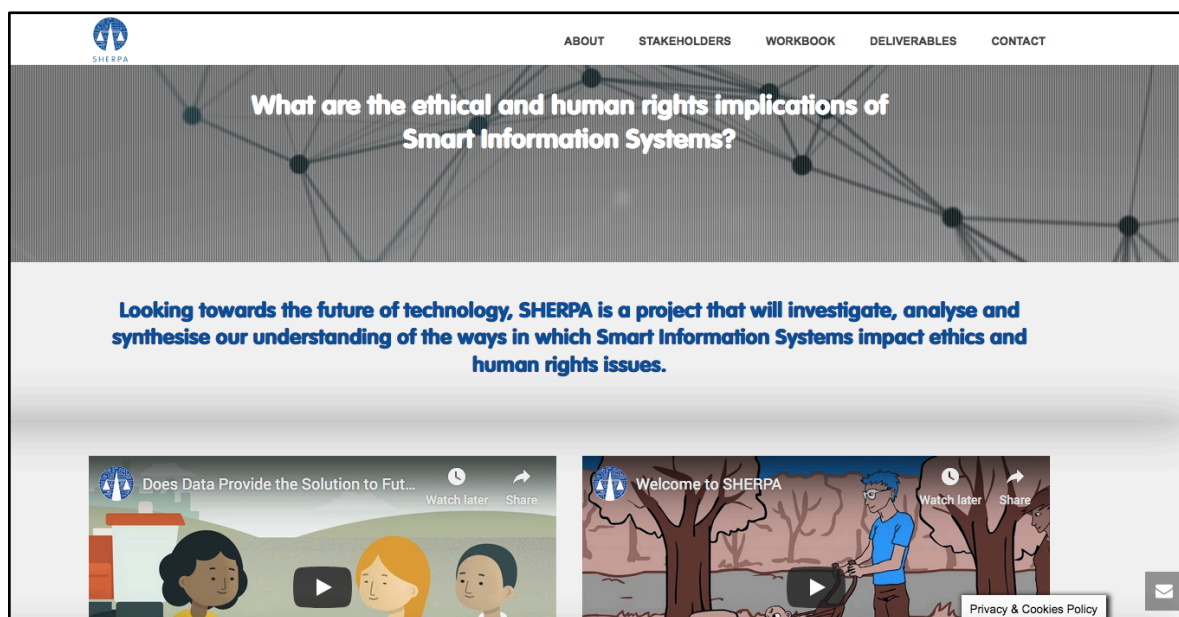 SHERPA
ABOUT STAKEHOLDERS WORKBOOK DELIVERABLES CONTACT
What are the ethical and human rights implications of
Smart Information Systems?
Looking towards the future of technology, SHERPA is a project that will investigate, analyse and
synthesise our understanding of the ways in which Smart Information Systems impact ethics and
human rights issues.
Does Data Provide the Solution to Fut...
Watch later Share
Welcome to SHERPA
Watch later Share
Privacy & Cookies Policy